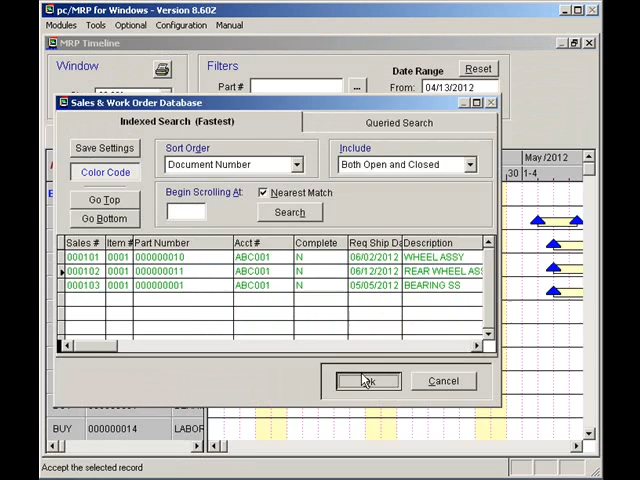 pc/MRP for Windows - Version 8.602
Modules Tools Optional Configuration Manual
MRP Timeline
Window
Filters
Date Range
Reset
Part #
...
From: 04/13/2012
Sales & Work Order Database
Indexed Search (Fastest)
Queried Search
Save Settings
Color Code
Go Top
Go Bottom
Sort Order
Document Number
Include
Both Open and Closed
Begin Scrolling At:
Nearest Match
Search
May /2012
30 1-4
Sales # Item # Part Number Acct # Complete Req Ship Da Description
000101 0001 000000010 ABC001 N 06/02/2012 WHEEL ASSY
000102 0001 000000011 ABC001 N 06/12/2012 REAR WHEEL ASS
000103 0001 000000001 ABC001 N 05/05/2012 BEARING SS
Cancel
BUY 000000014 LABOR
Accept the selected record